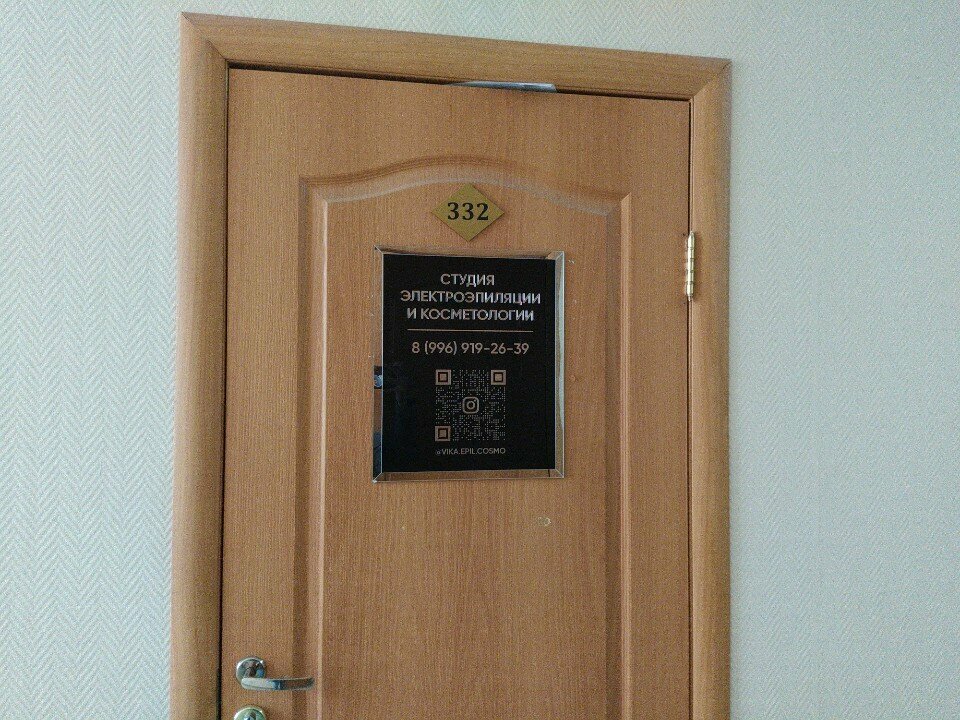 332
СТУДИЯ
ЭЛЕКТРОЭПИЛЯЦИИ
И КОСМЕТОЛОГИИ
8 (996) 919-26-39
@VIKA.EPIL.COSMO